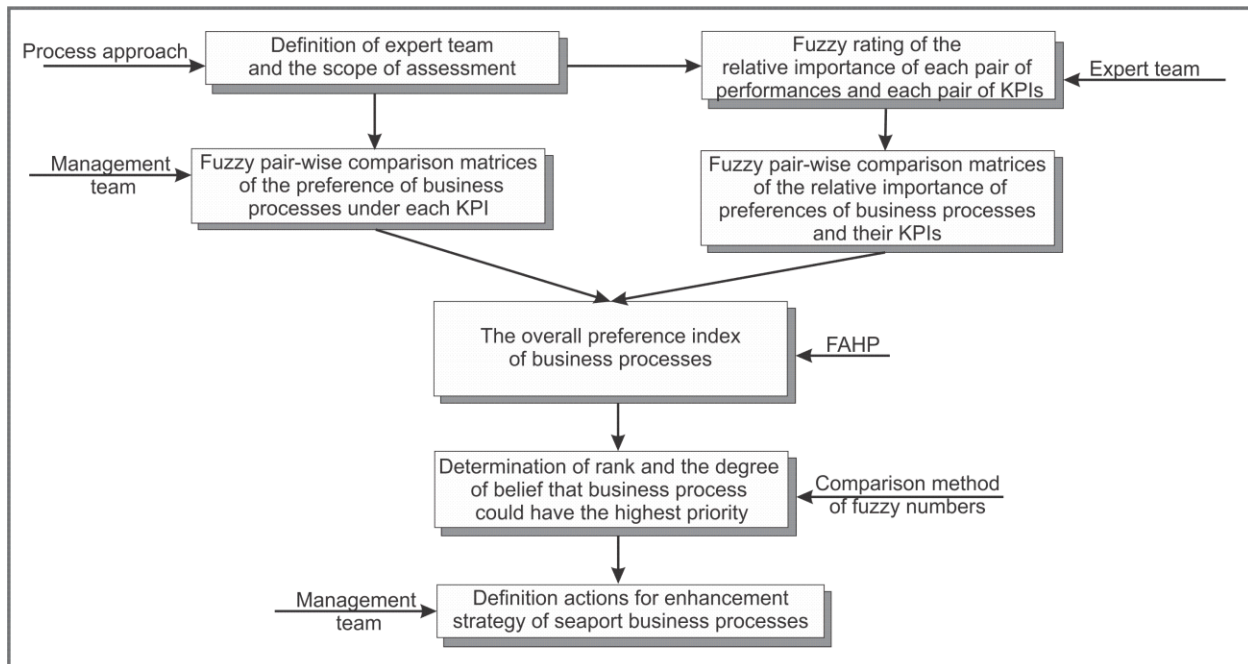 Process approach
Definition of expert team
and the scope of assessment
Fuzzy rating of the
relative importance of each pair of
performances and each pair of KPIs
Expert team
Management
team
Fuzzy pair-wise comparison matrices
of the preference of business
processes under each KPI
Fuzzy pair-wise comparison matrices
of the relative importance of
preferences of business processes
and their KPIs
The overall preference index
of business processes
FAHP
Determination of rank and the degree
of belief that business process
could have the highest priority
Comparison method
of fuzzy numbers
Management
team
Definition actions for enhancement
strategy of seaport business processes